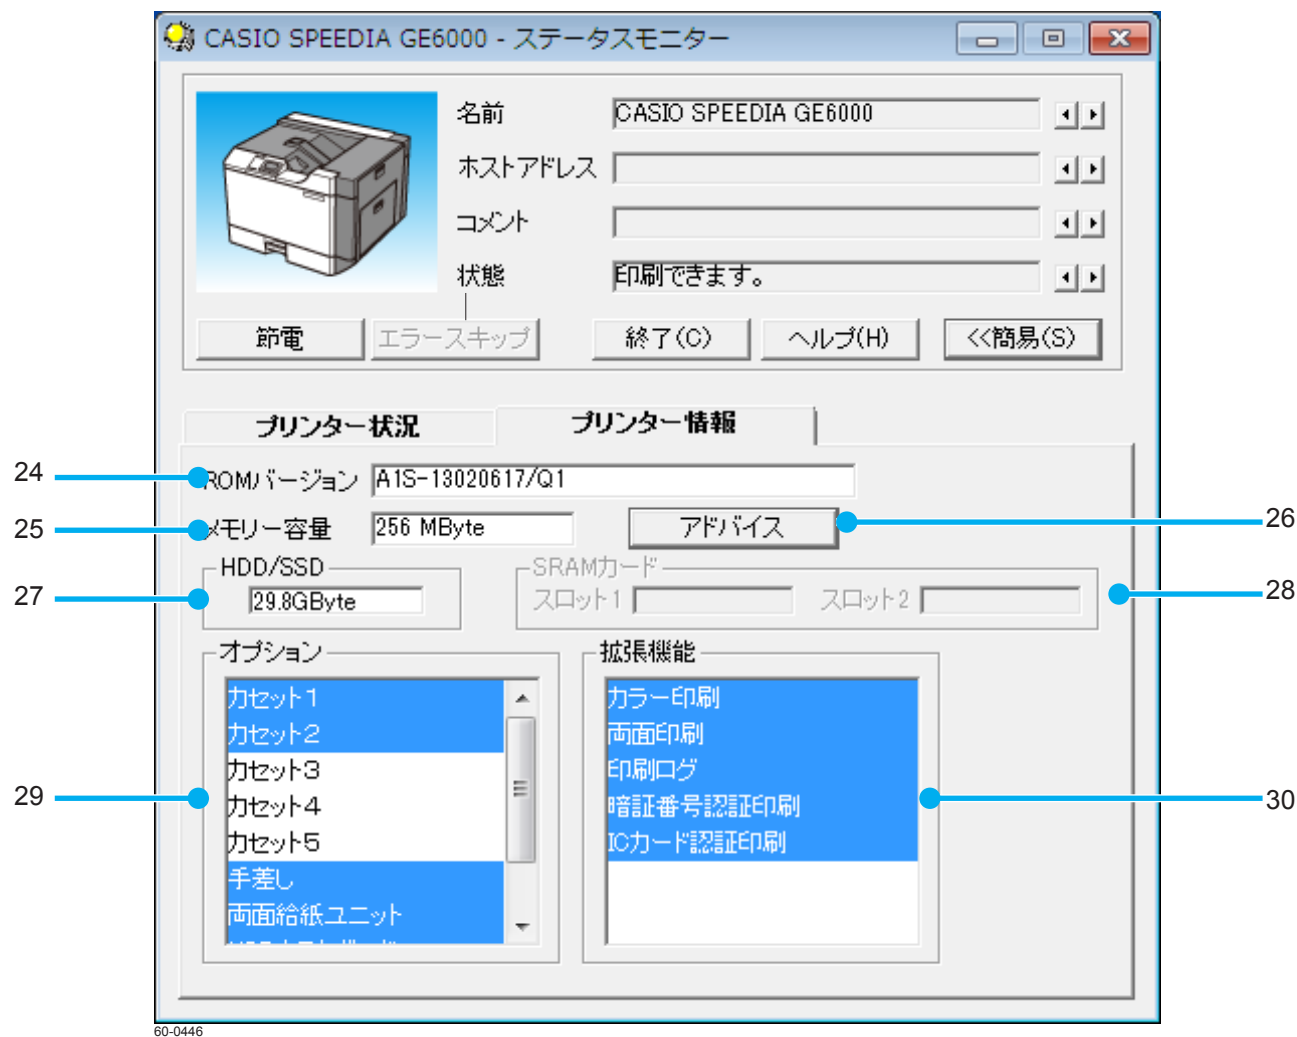 CASIO SPEEDIA GE6000 - ステータスモニター
名前 CASIO SPEEDIA GE6000
ホストアドレス
コメント
状態 印刷できます。
節電 エラースキップ 終了(C) ヘルプ(H) <<簡易(S)
プリンター状況 プリンター情報
24 ROMバージョン A1S-13020617/Q1
25 メモリー容量 256 MByte アドバイス 26
HDD/SSD SRAMカード
27 29.8GByte スロット1 スロット2 28
オプション 拡張機能
カセット1 カラー印刷
カセット2 両面印刷
カセット3 印刷ログ
29 カセット4 暗証番号認証印刷 30
カセット5 ICカード認証印刷
手差し
両面給紙ユニット
60-0446